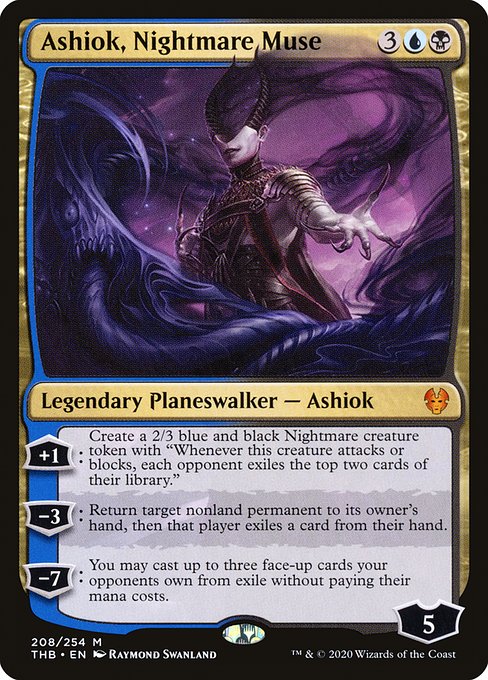 Ashiok, Nightmare Muse 3
Legendary Planeswalker — Ashiok
+1 : Create a 2/3 blue and black Nightmare creature
token with “Whenever this creature attacks or
blocks, each opponent exiles the top two cards of
their library.”
−3 : Return target nonland permanent to its owner’s
hand, then that player exiles a card from their hand.
−7 : You may cast up to three face-up cards your
opponents own from exile without paying their
mana costs.
5
208/254 M
THB • EN Raymond Swanland
™ & © 2020 Wizards of the Coast